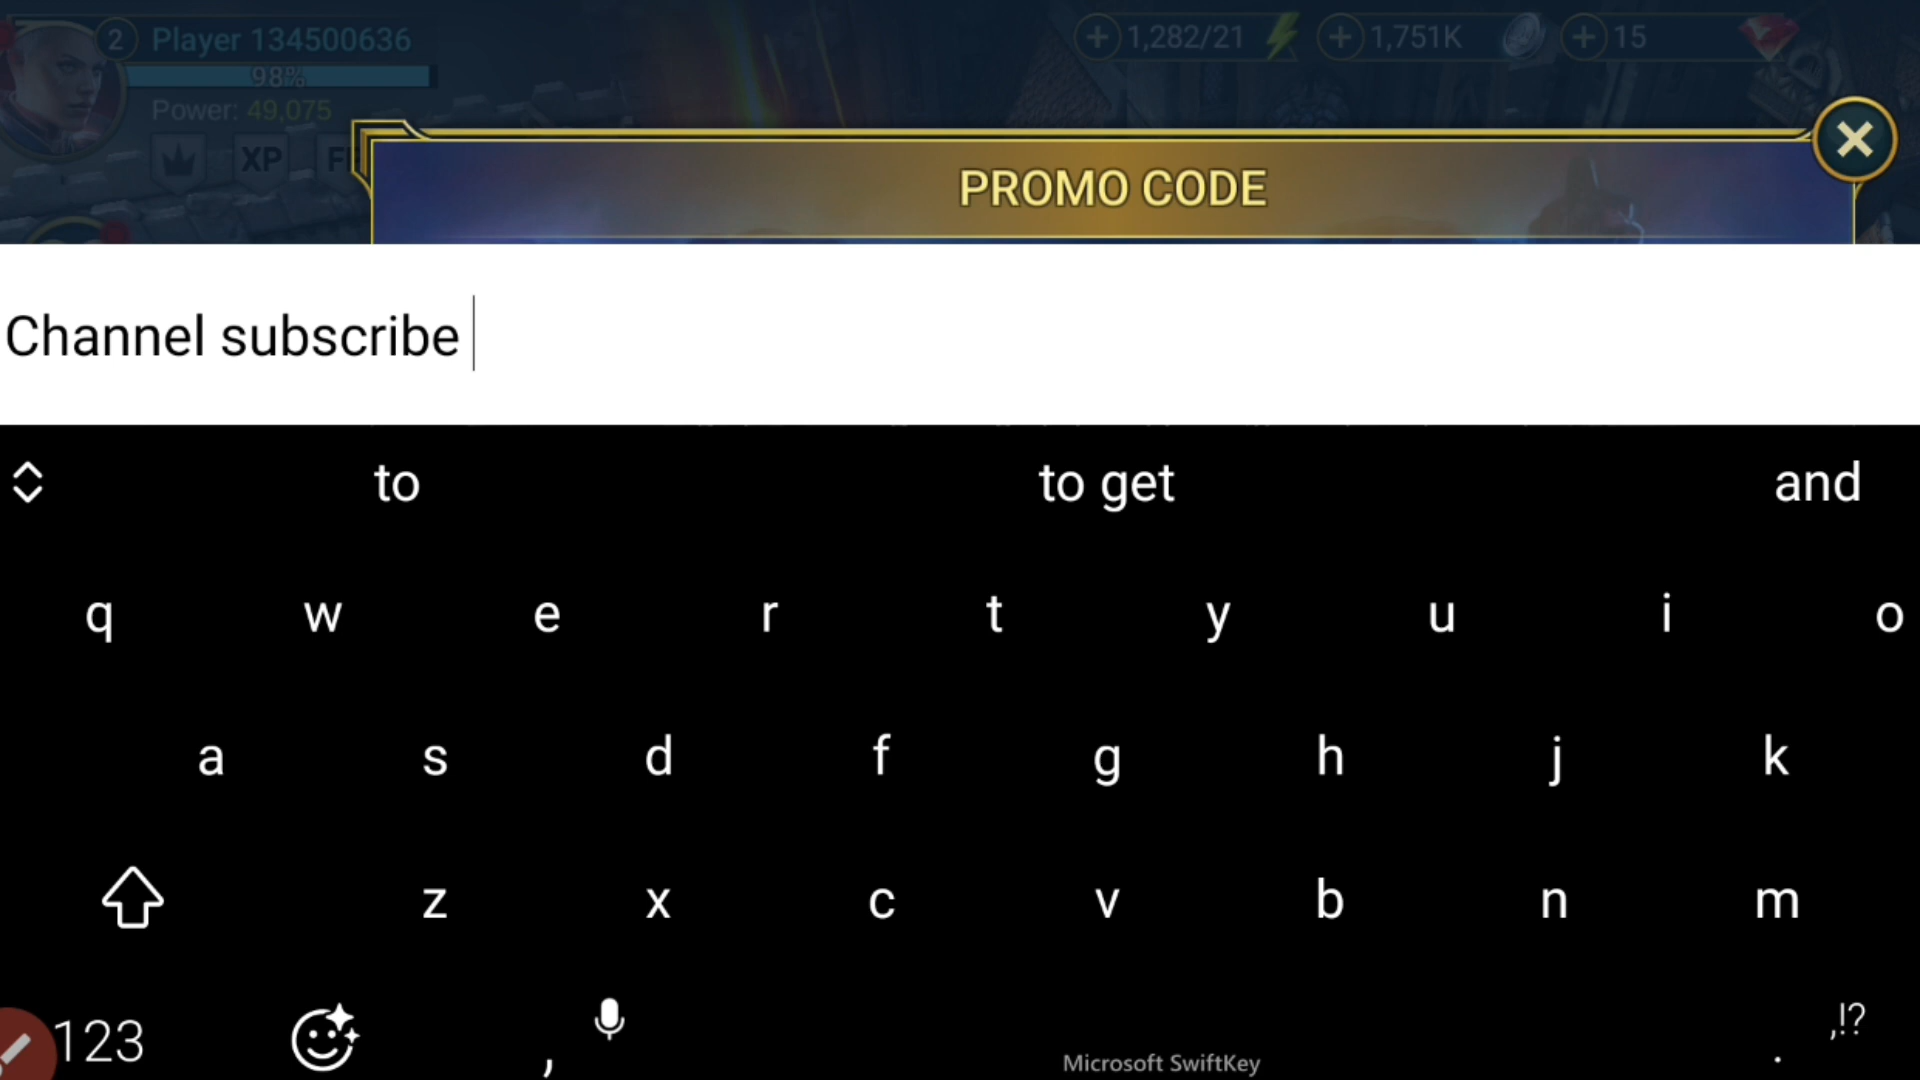 2 Player 134500636
+ 1,282/21 + 1,751K + 15
98%
Power: 49,075
XP
PROMO CODE
Channel subscribe
to to get and
q w e r t y u i o
a s d f g h j k
z x c v b n m
123 , Microsoft SwiftKey . ,!?